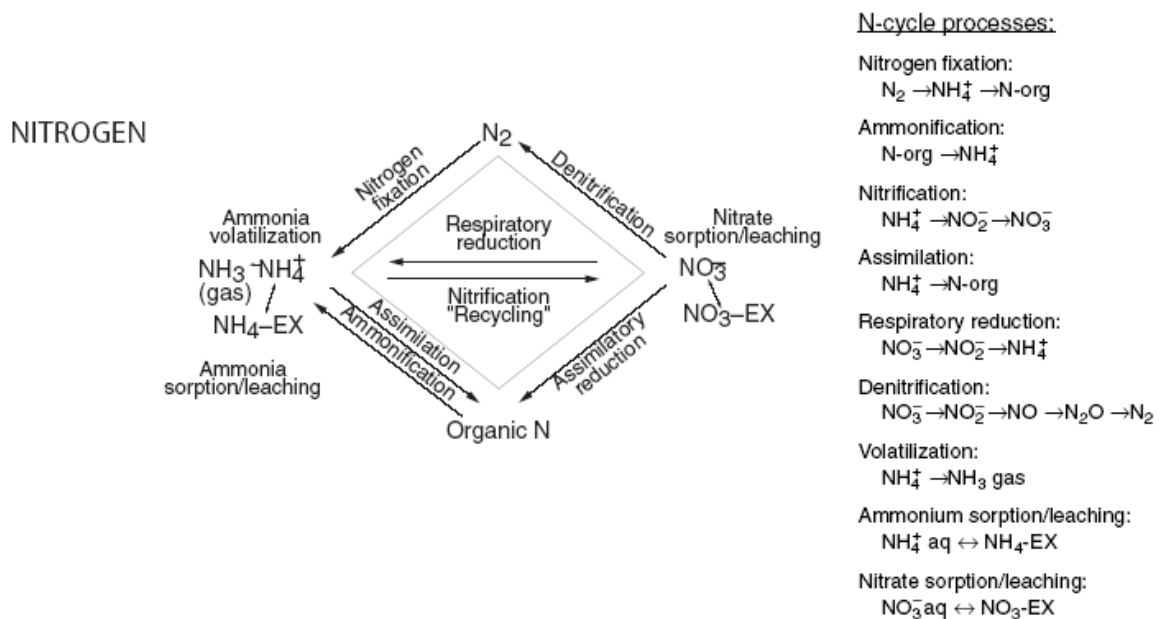 NITROGEN
N₂
Nitrogen
fixation
Denitrification
Ammonia
volatilization
Respiratory
reduction
Nitrate
sorption/leaching
NH₃ NH₄⁺
(gas)
NH₄–EX
NO₃⁻
NO₃–EX
Nitrification
"Recycling"
Assimilation
Ammonification
Assimilatory
reduction
Ammonia
sorption/leaching
Organic N
N-cycle processes:
Nitrogen fixation:
N₂ →NH₄⁺ →N-org
Ammonification:
N-org →NH₄⁺
Nitrification:
NH₄⁺ →NO₂⁻→NO₃⁻
Assimilation:
NH₄⁺ →N-org
Respiratory reduction:
NO₃⁻→NO₂⁻→NH₄⁺
Denitrification:
NO₃⁻→NO₂⁻→NO →N₂O →N₂
Volatilization:
NH₄⁺ →NH₃ gas
Ammonium sorption/leaching:
NH₄⁺ aq ↔ NH₄-EX
Nitrate sorption/leaching:
NO₃⁻aq ↔ NO₃-EX